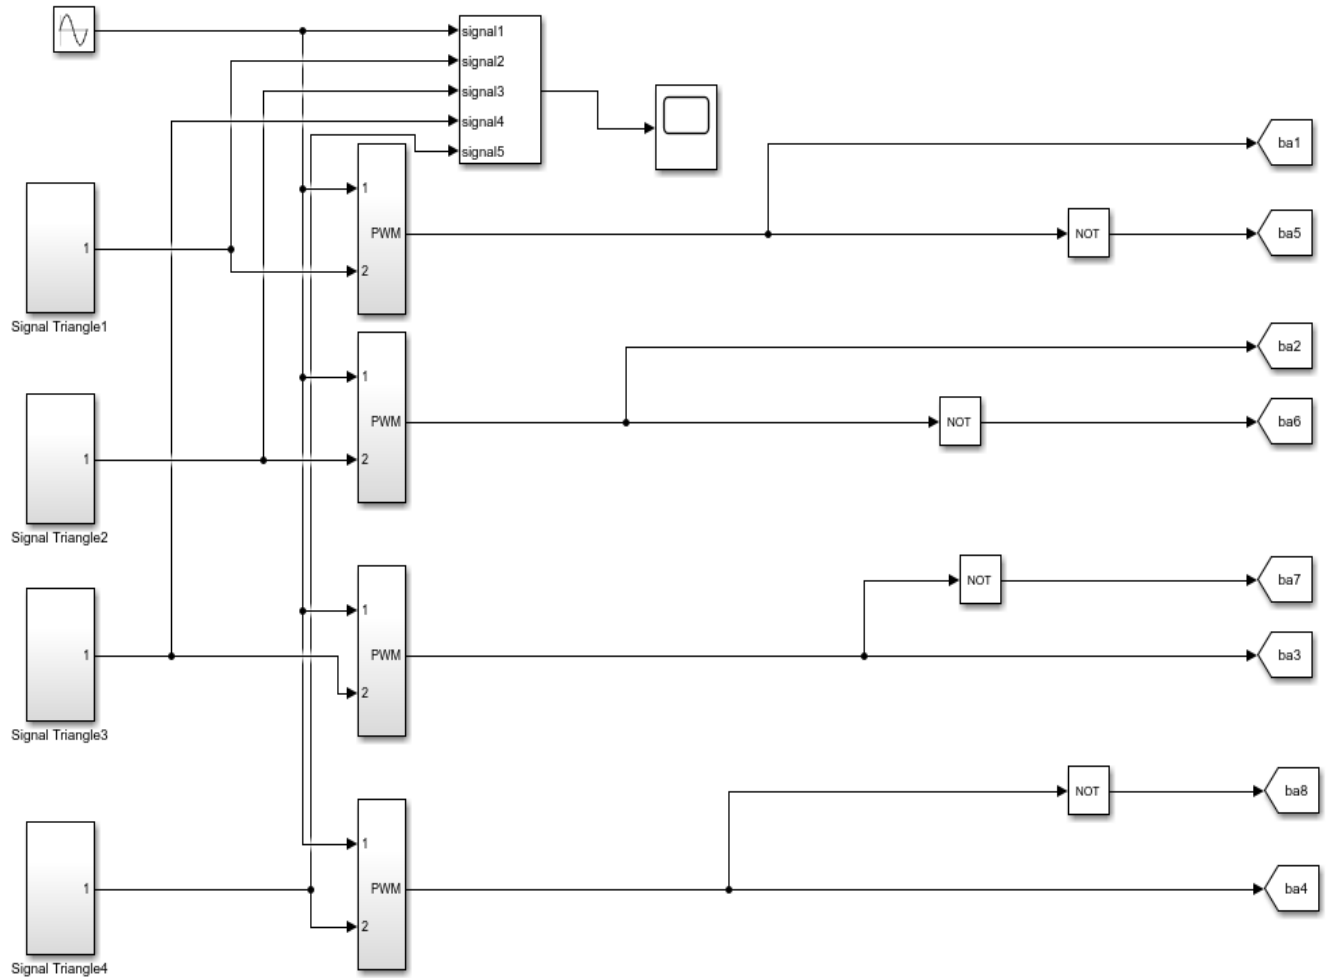 signal1
signal2
signal3
signal4
signal5
ba1
1
PWM
2
1
NOT
ba5
Signal Triangle1
ba2
1
PWM
2
1
NOT
ba6
Signal Triangle2
NOT
ba7
1
PWM
2
1
ba3
Signal Triangle3
NOT
ba8
1
PWM
2
1
ba4
Signal Triangle4